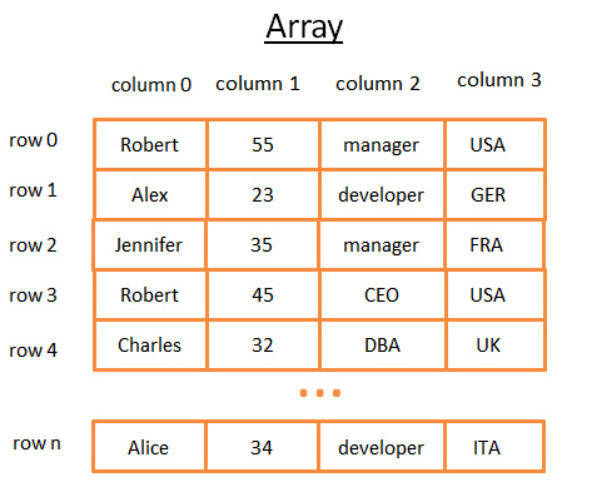 Array
column 0 column 1 column 2 column 3
row 0 Robert 55 manager USA
row 1 Alex 23 developer GER
row 2 Jennifer 35 manager FRA
row 3 Robert 45 CEO USA
row 4 Charles 32 DBA UK
...
row n Alice 34 developer ITA